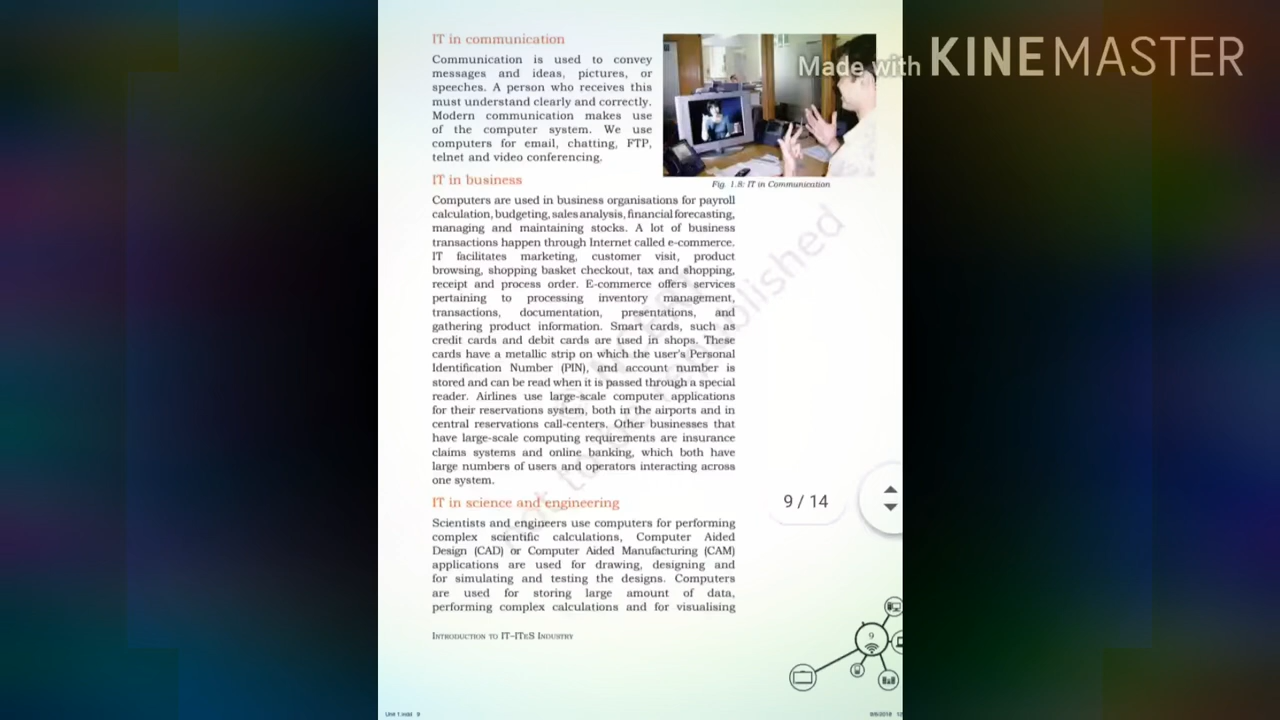 Made with KINEMASTER
IT in communication
Communication is used to convey
messages and ideas, pictures, or
speeches. A person who receives this
must understand clearly and correctly.
Modern communication makes use
of the computer system. We use
computers for email, chatting, FTP,
telnet and video conferencing.
Fig. 1.8: IT in Communication
IT in business
Computers are used in business organisations for payroll
calculation, budgeting, sales analysis, financial forecasting,
managing and maintaining stocks. A lot of business
transactions happen through Internet called e-commerce.
IT facilitates marketing, customer visit, product
browsing, shopping basket checkout, tax and shopping,
receipt and process order. E-commerce offers services
pertaining to processing inventory management,
transactions, documentation, presentations, and
gathering product information. Smart cards, such as
credit cards and debit cards are used in shops. These
cards have a metallic strip on which the user's Personal
Identification Number (PIN), and account number is
stored and can be read when it is passed through a special
reader. Airlines use large-scale computer applications
for their reservations system, both in the airports and in
central reservations call-centers. Other businesses that
have large-scale computing requirements are insurance
claims systems and online banking, which both have
large numbers of users and operators interacting across
one system.
IT in science and engineering
Scientists and engineers use computers for performing
complex scientific calculations, Computer Aided
Design (CAD) or Computer Aided Manufacturing (CAM)
applications are used for drawing, designing and
for simulating and testing the designs. Computers
are used for storing large amount of data,
performing complex calculations and for visualising
9 / 14
Introduction to IT–ITeS Industry
9
Unit 1.indd 9